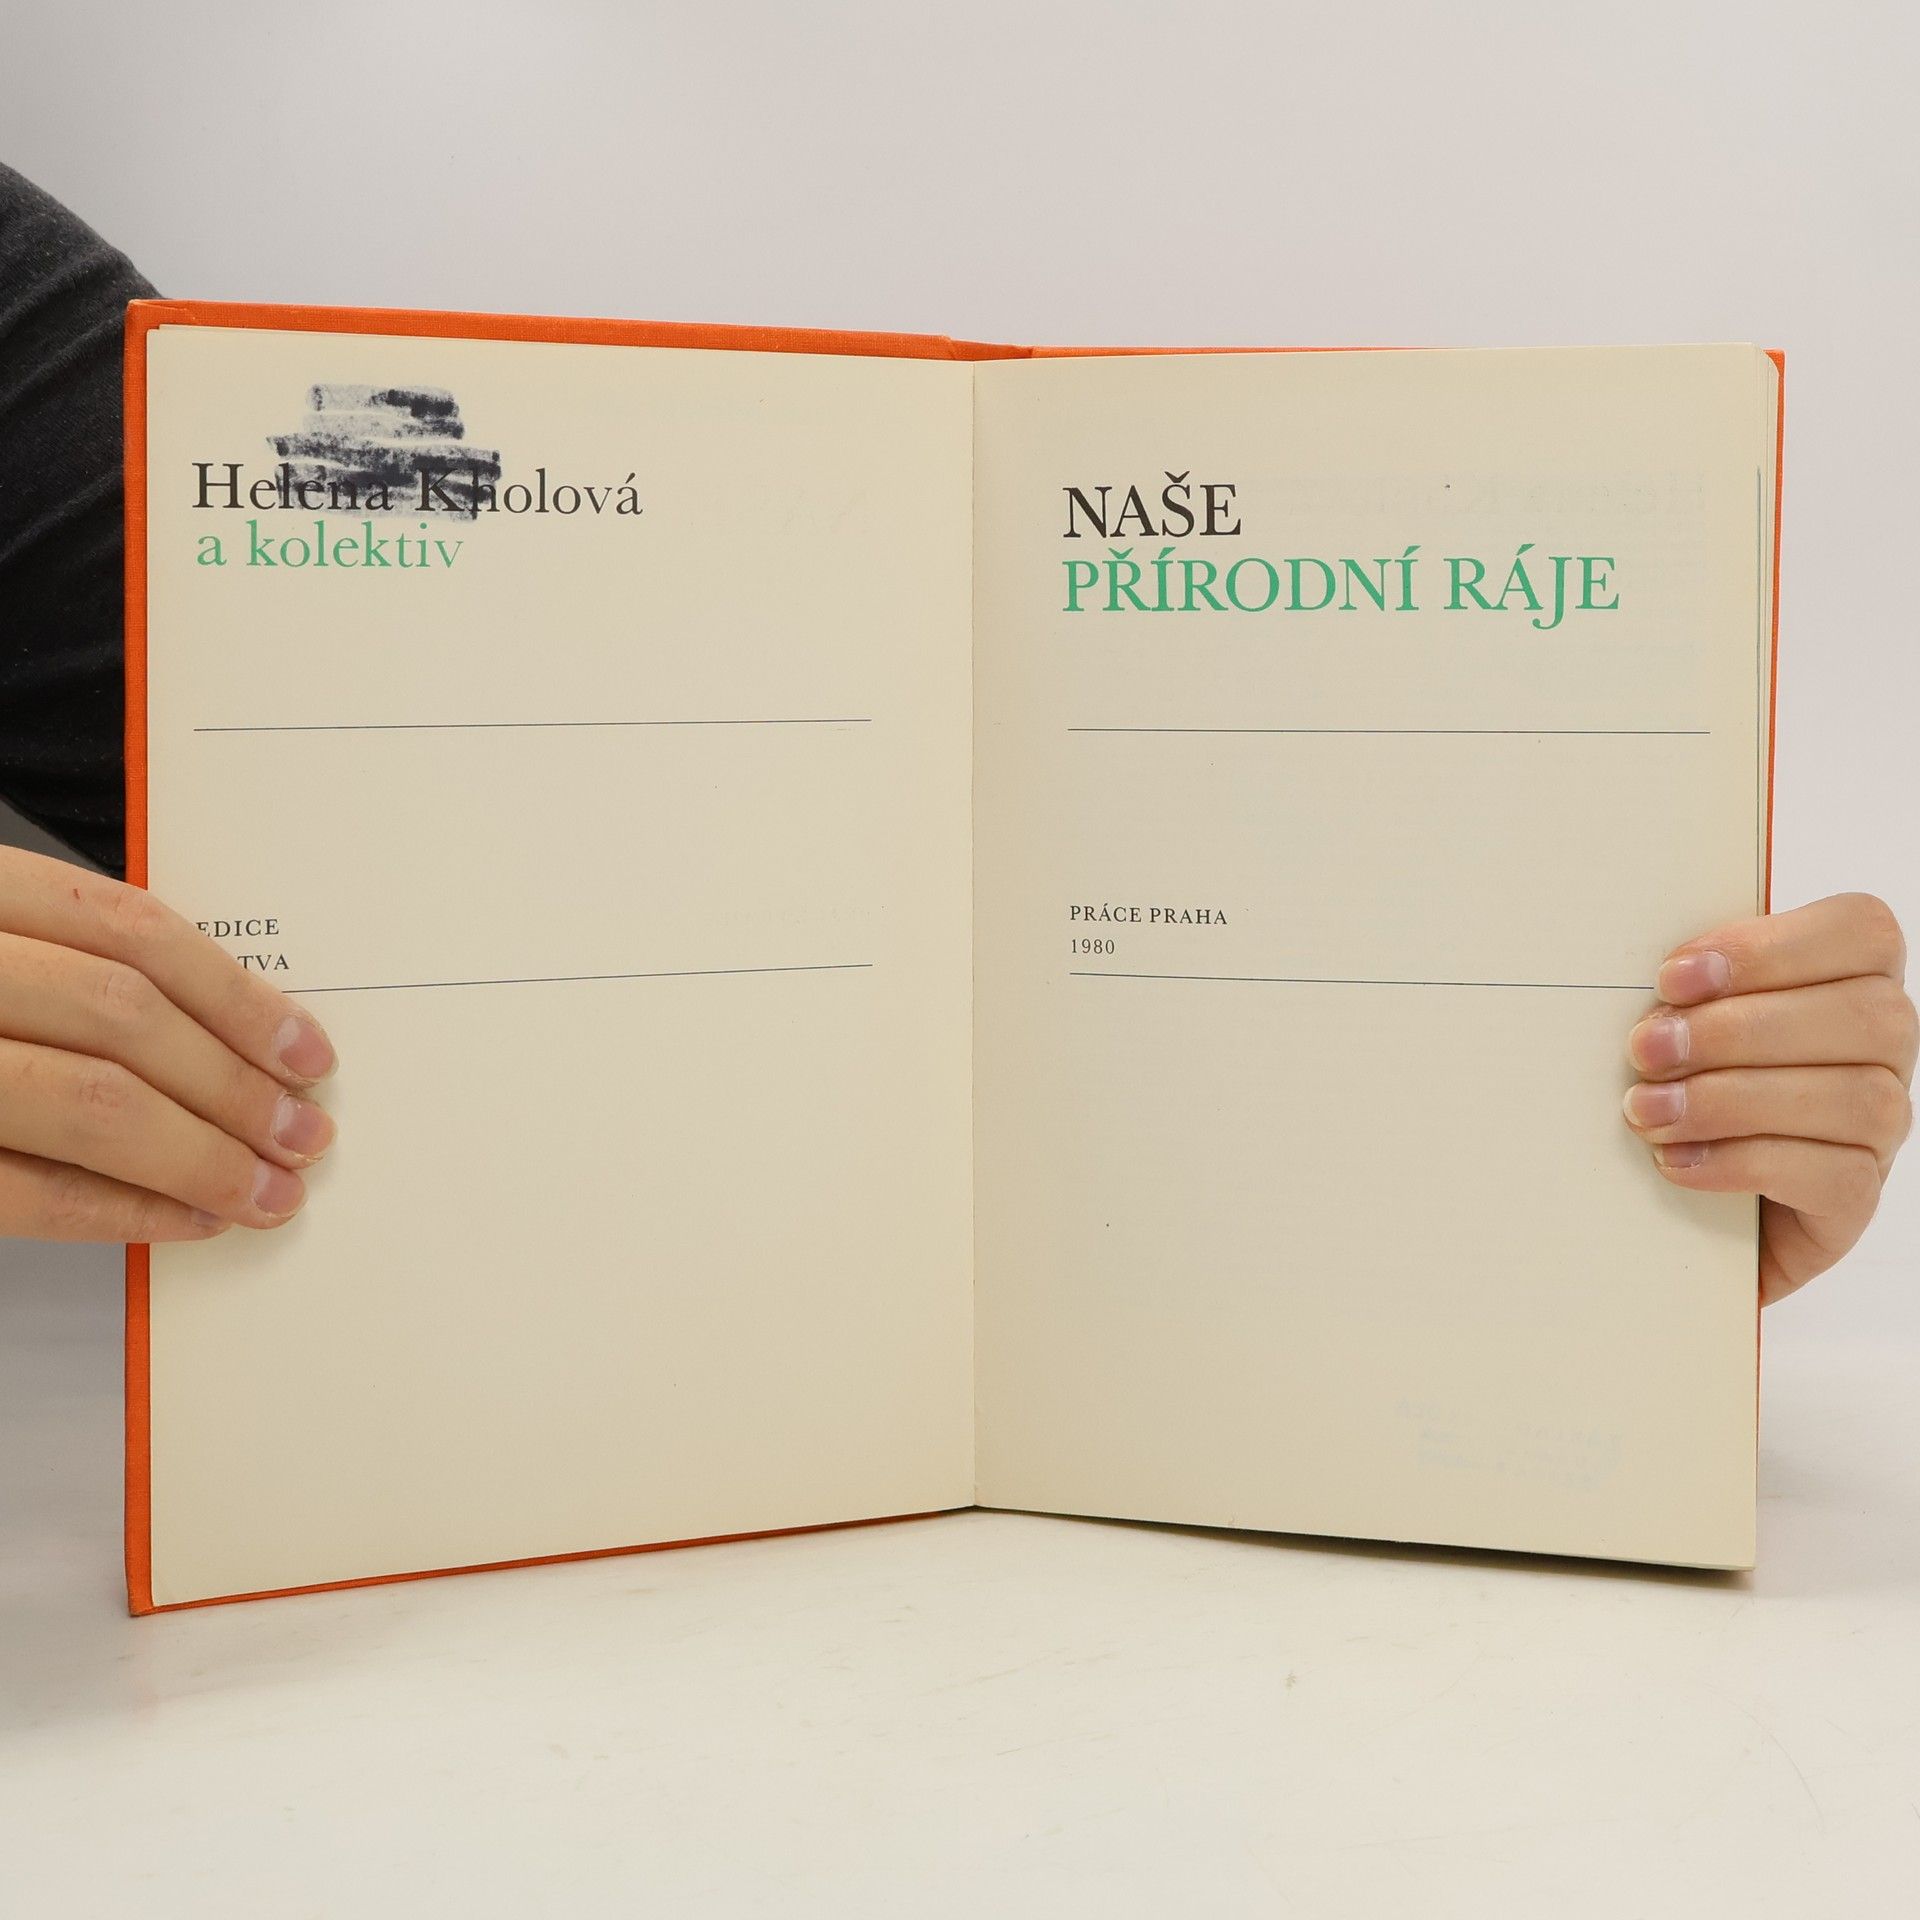 Helena Kholová
a kolektiv
EDICE
TVA
NAŠE
PŘÍRODNÍ RÁJE
PRÁCE PRAHA
1980